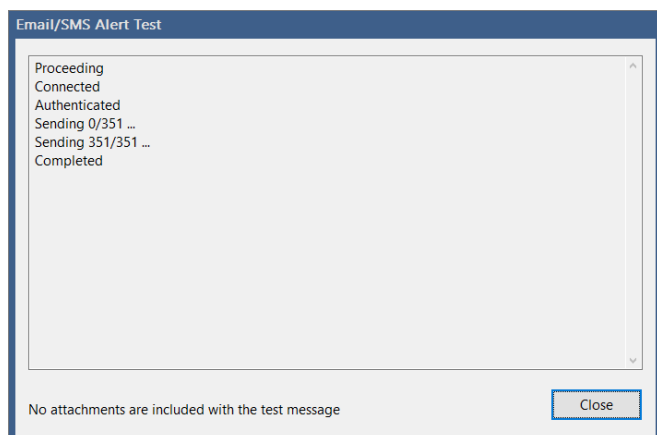 Email/SMS Alert Test
Proceeding
Connected
Authenticated
Sending 0/351 ...
Sending 351/351 ...
Completed
No attachments are included with the test message
Close